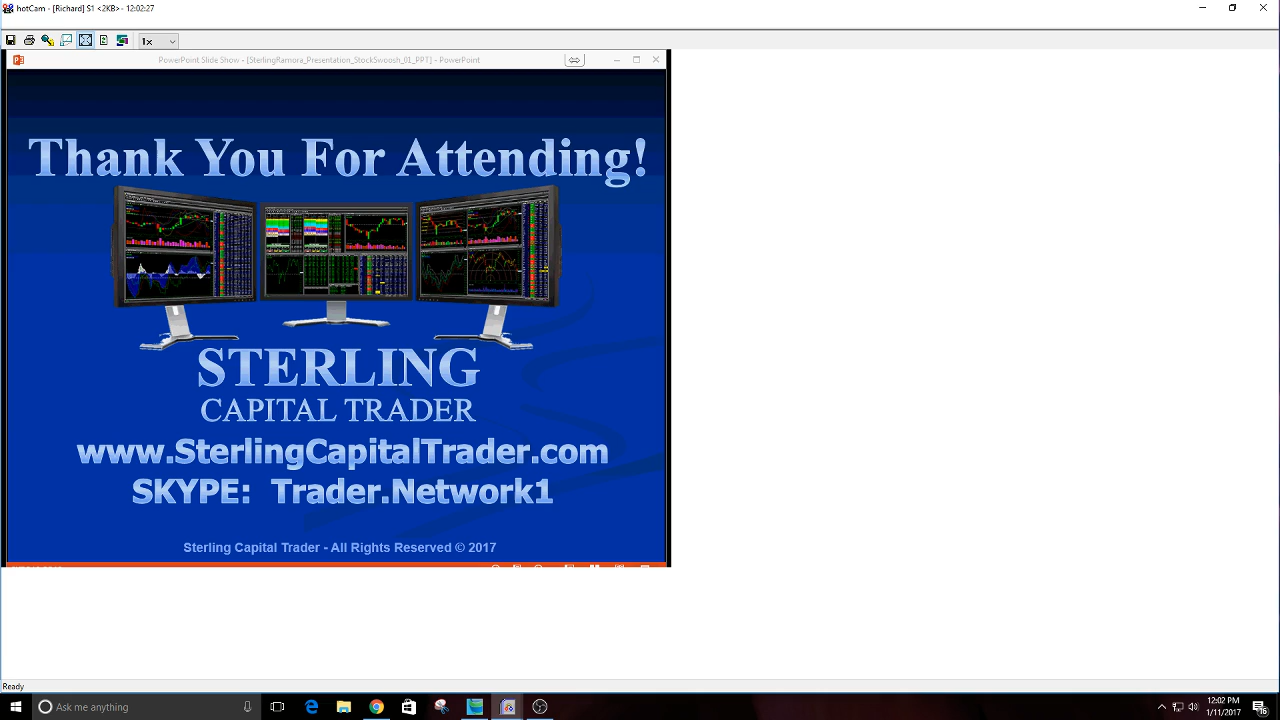 hotCam - [Richard] S1 <2KB> - 12:02:27
1x
PowerPoint Slide Show - [SterlingRamora_Presentation_StockSwoosh_01_PPT] - PowerPoint
Thank You For Attending!
STERLING
CAPITAL TRADER
www.SterlingCapitalTrader.com
SKYPE: Trader.Network1
Sterling Capital Trader - All Rights Reserved © 2017
Ready
Ask me anything
12:02 PM
1/11/2017